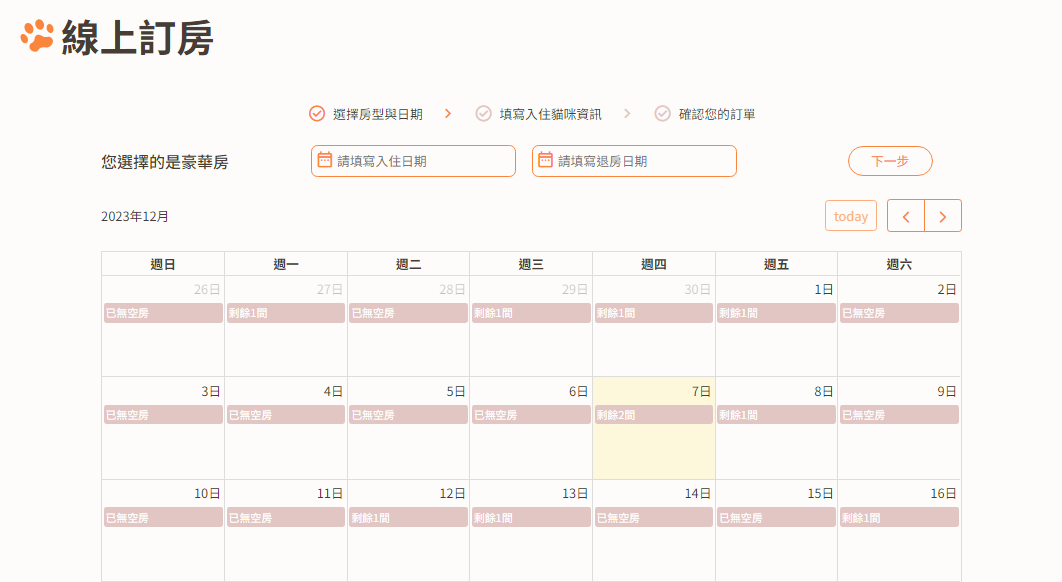 線上訂房
選擇房型與日期 填寫入住貓咪資訊 確認您的訂單
您選擇的是豪華房 請填寫入住日期 請填寫退房日期 下一步
2023年12月 today
週日 週一 週二 週三 週四 週五 週六
26日 27日 28日 29日 30日 1日 2日
已無空房 剩餘1間 已無空房 剩餘1間 剩餘1間 剩餘1間 已無空房
3日 4日 5日 6日 7日 8日 9日
已無空房 已無空房 已無空房 已無空房 剩餘2間 剩餘1間 已無空房
10日 11日 12日 13日 14日 15日 16日
已無空房 已無空房 剩餘1間 剩餘1間 已無空房 已無空房 剩餘1間